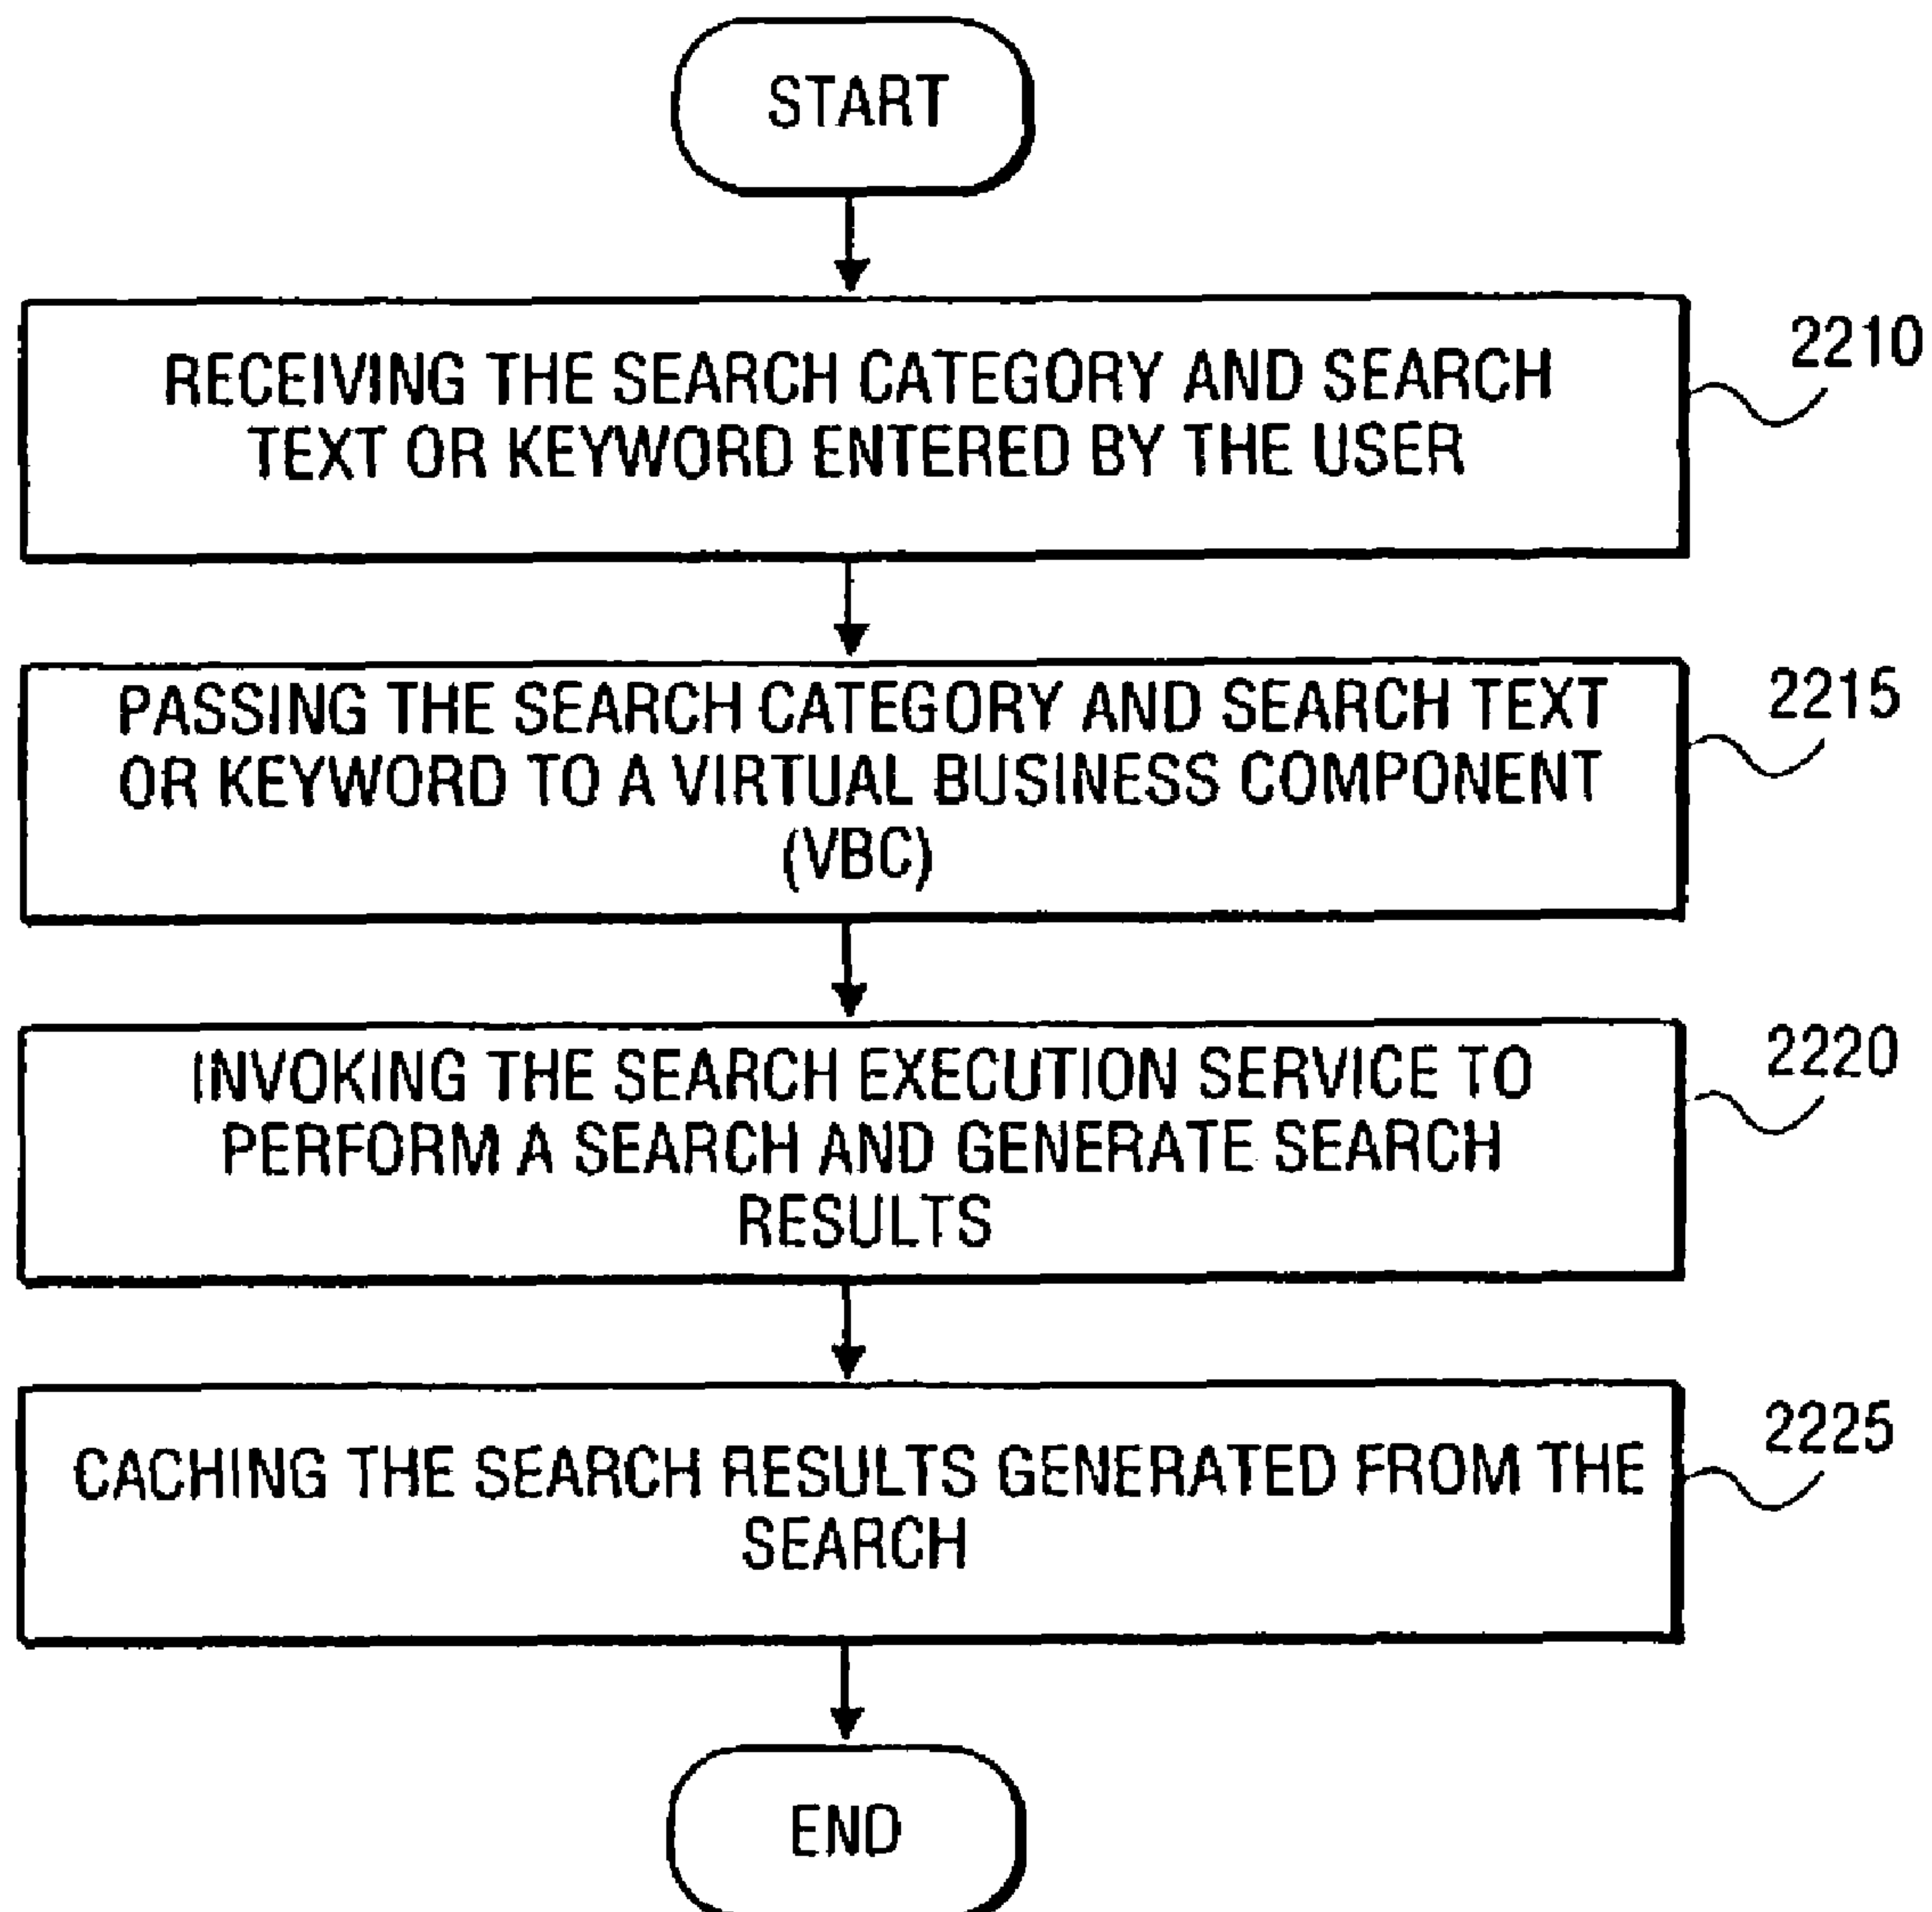 START
RECEIVING THE SEARCH CATEGORY AND SEARCH
TEXT OR KEYWORD ENTERED BY THE USER
2210
PASSING THE SEARCH CATEGORY AND SEARCH TEXT
OR KEYWORD TO A VIRTUAL BUSINESS COMPONENT
(VBC)
2215
INVOKING THE SEARCH EXECUTION SERVICE TO
PERFORM A SEARCH AND GENERATE SEARCH
RESULTS
2220
CACHING THE SEARCH RESULTS GENERATED FROM THE
SEARCH
2225
END